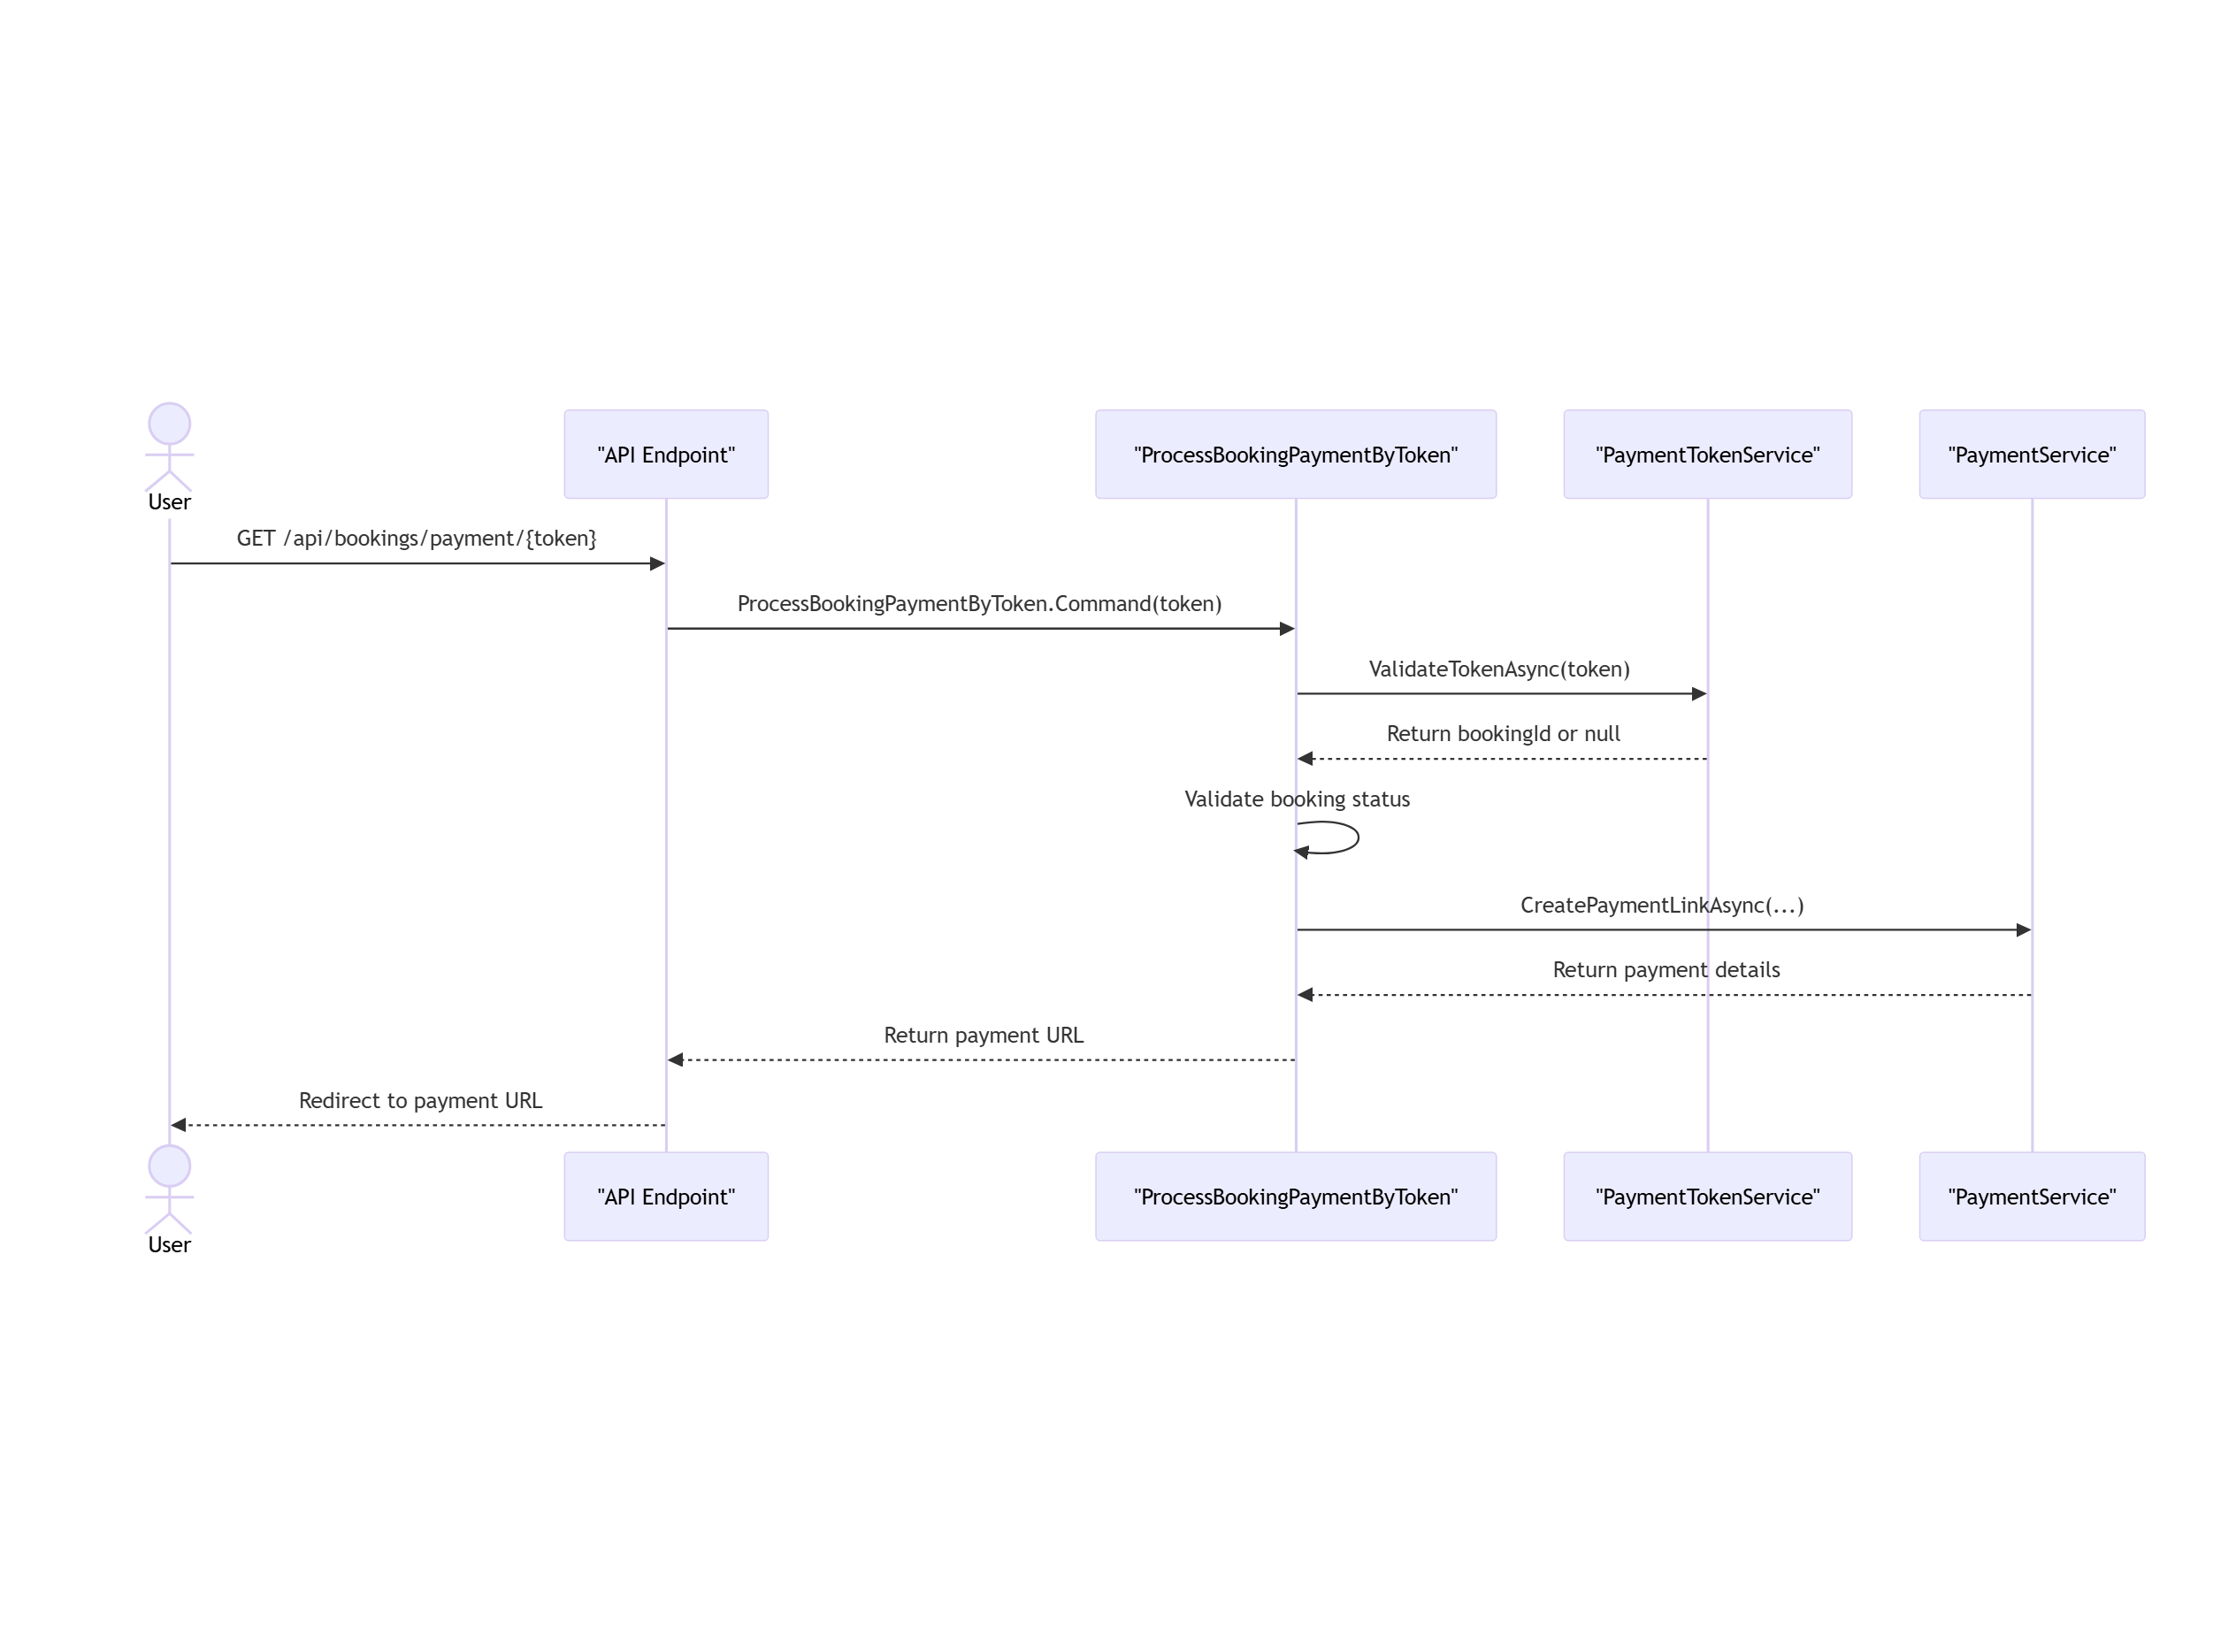 User
"API Endpoint"
"ProcessBookingPaymentByToken"
"PaymentTokenService"
"PaymentService"
GET /api/bookings/payment/{token}
ProcessBookingPaymentByToken.Command(token)
ValidateTokenAsync(token)
Return bookingId or null
Validate booking status
CreatePaymentLinkAsync(...)
Return payment details
Return payment URL
Redirect to payment URL
User
"API Endpoint"
"ProcessBookingPaymentByToken"
"PaymentTokenService"
"PaymentService"